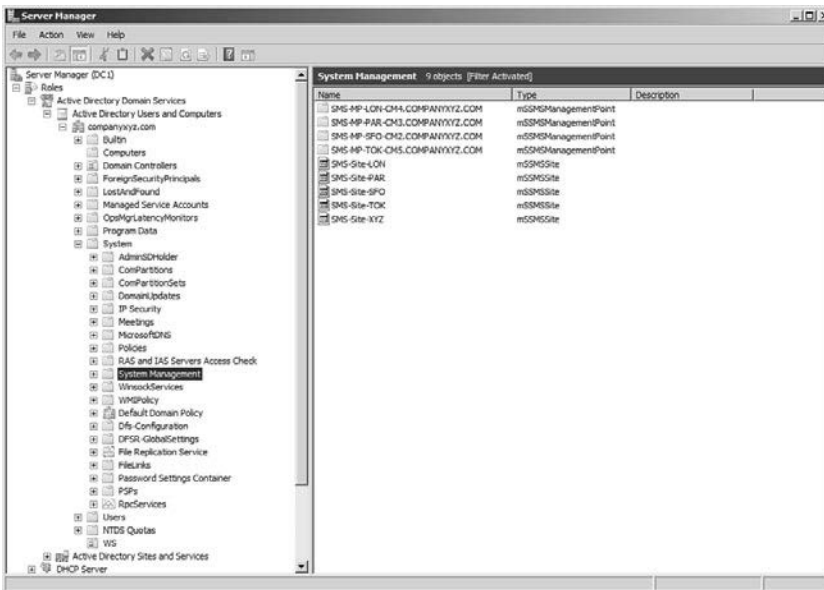 Server Manager
File Action View Help
Server Manager (DC1)
Roles
Active Directory Domain Services
Active Directory Users and Computers
companyxyz.com
Builtin
Computers
Domain Controllers
ForeignSecurityPrincipals
LostAndFound
Managed Service Accounts
OpsMgrLatencyMonitors
Program Data
System
AdminSDHolder
ComPartitions
ComPartitionSets
DomainUpdates
IP Security
Meetings
MicrosoftDNS
Policies
RAS and IAS Servers Access Check
System Management
WinsockServices
WMIPolicy
Default Domain Policy
Dfs-Configuration
DFSR-GlobalSettings
File Replication Service
FileLinks
Password Settings Container
PSPs
RpcServices
Users
NTDS Quotas
WS
Active Directory Sites and Services
DHCP Server
System Management 9 objects [Filter Activated]
Name Type Description
SMS-MP-LON-CM4.COMPANYXYZ.COM mSSMSManagementPoint
SMS-MP-PAR-CM3.COMPANYXYZ.COM mSSMSManagementPoint
SMS-MP-SFO-CM2.COMPANYXYZ.COM mSSMSManagementPoint
SMS-MP-TOK-CM5.COMPANYXYZ.COM mSSMSManagementPoint
SMS-Site-LON mSSMSSite
SMS-Site-PAR mSSMSSite
SMS-Site-SFO mSSMSSite
SMS-Site-TOK mSSMSSite
SMS-Site-XYZ mSSMSSite